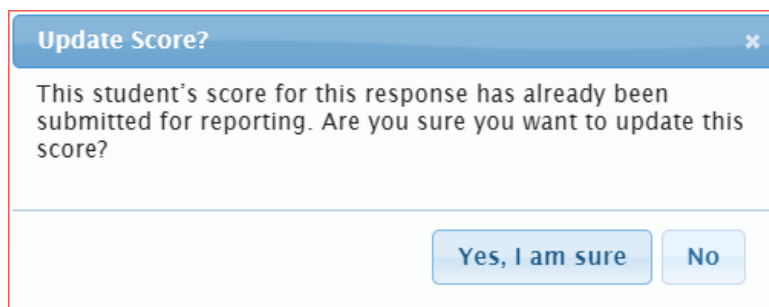 Update Score?
This student’s score for this response has already been
submitted for reporting. Are you sure you want to update this
score?
Yes, I am sure No